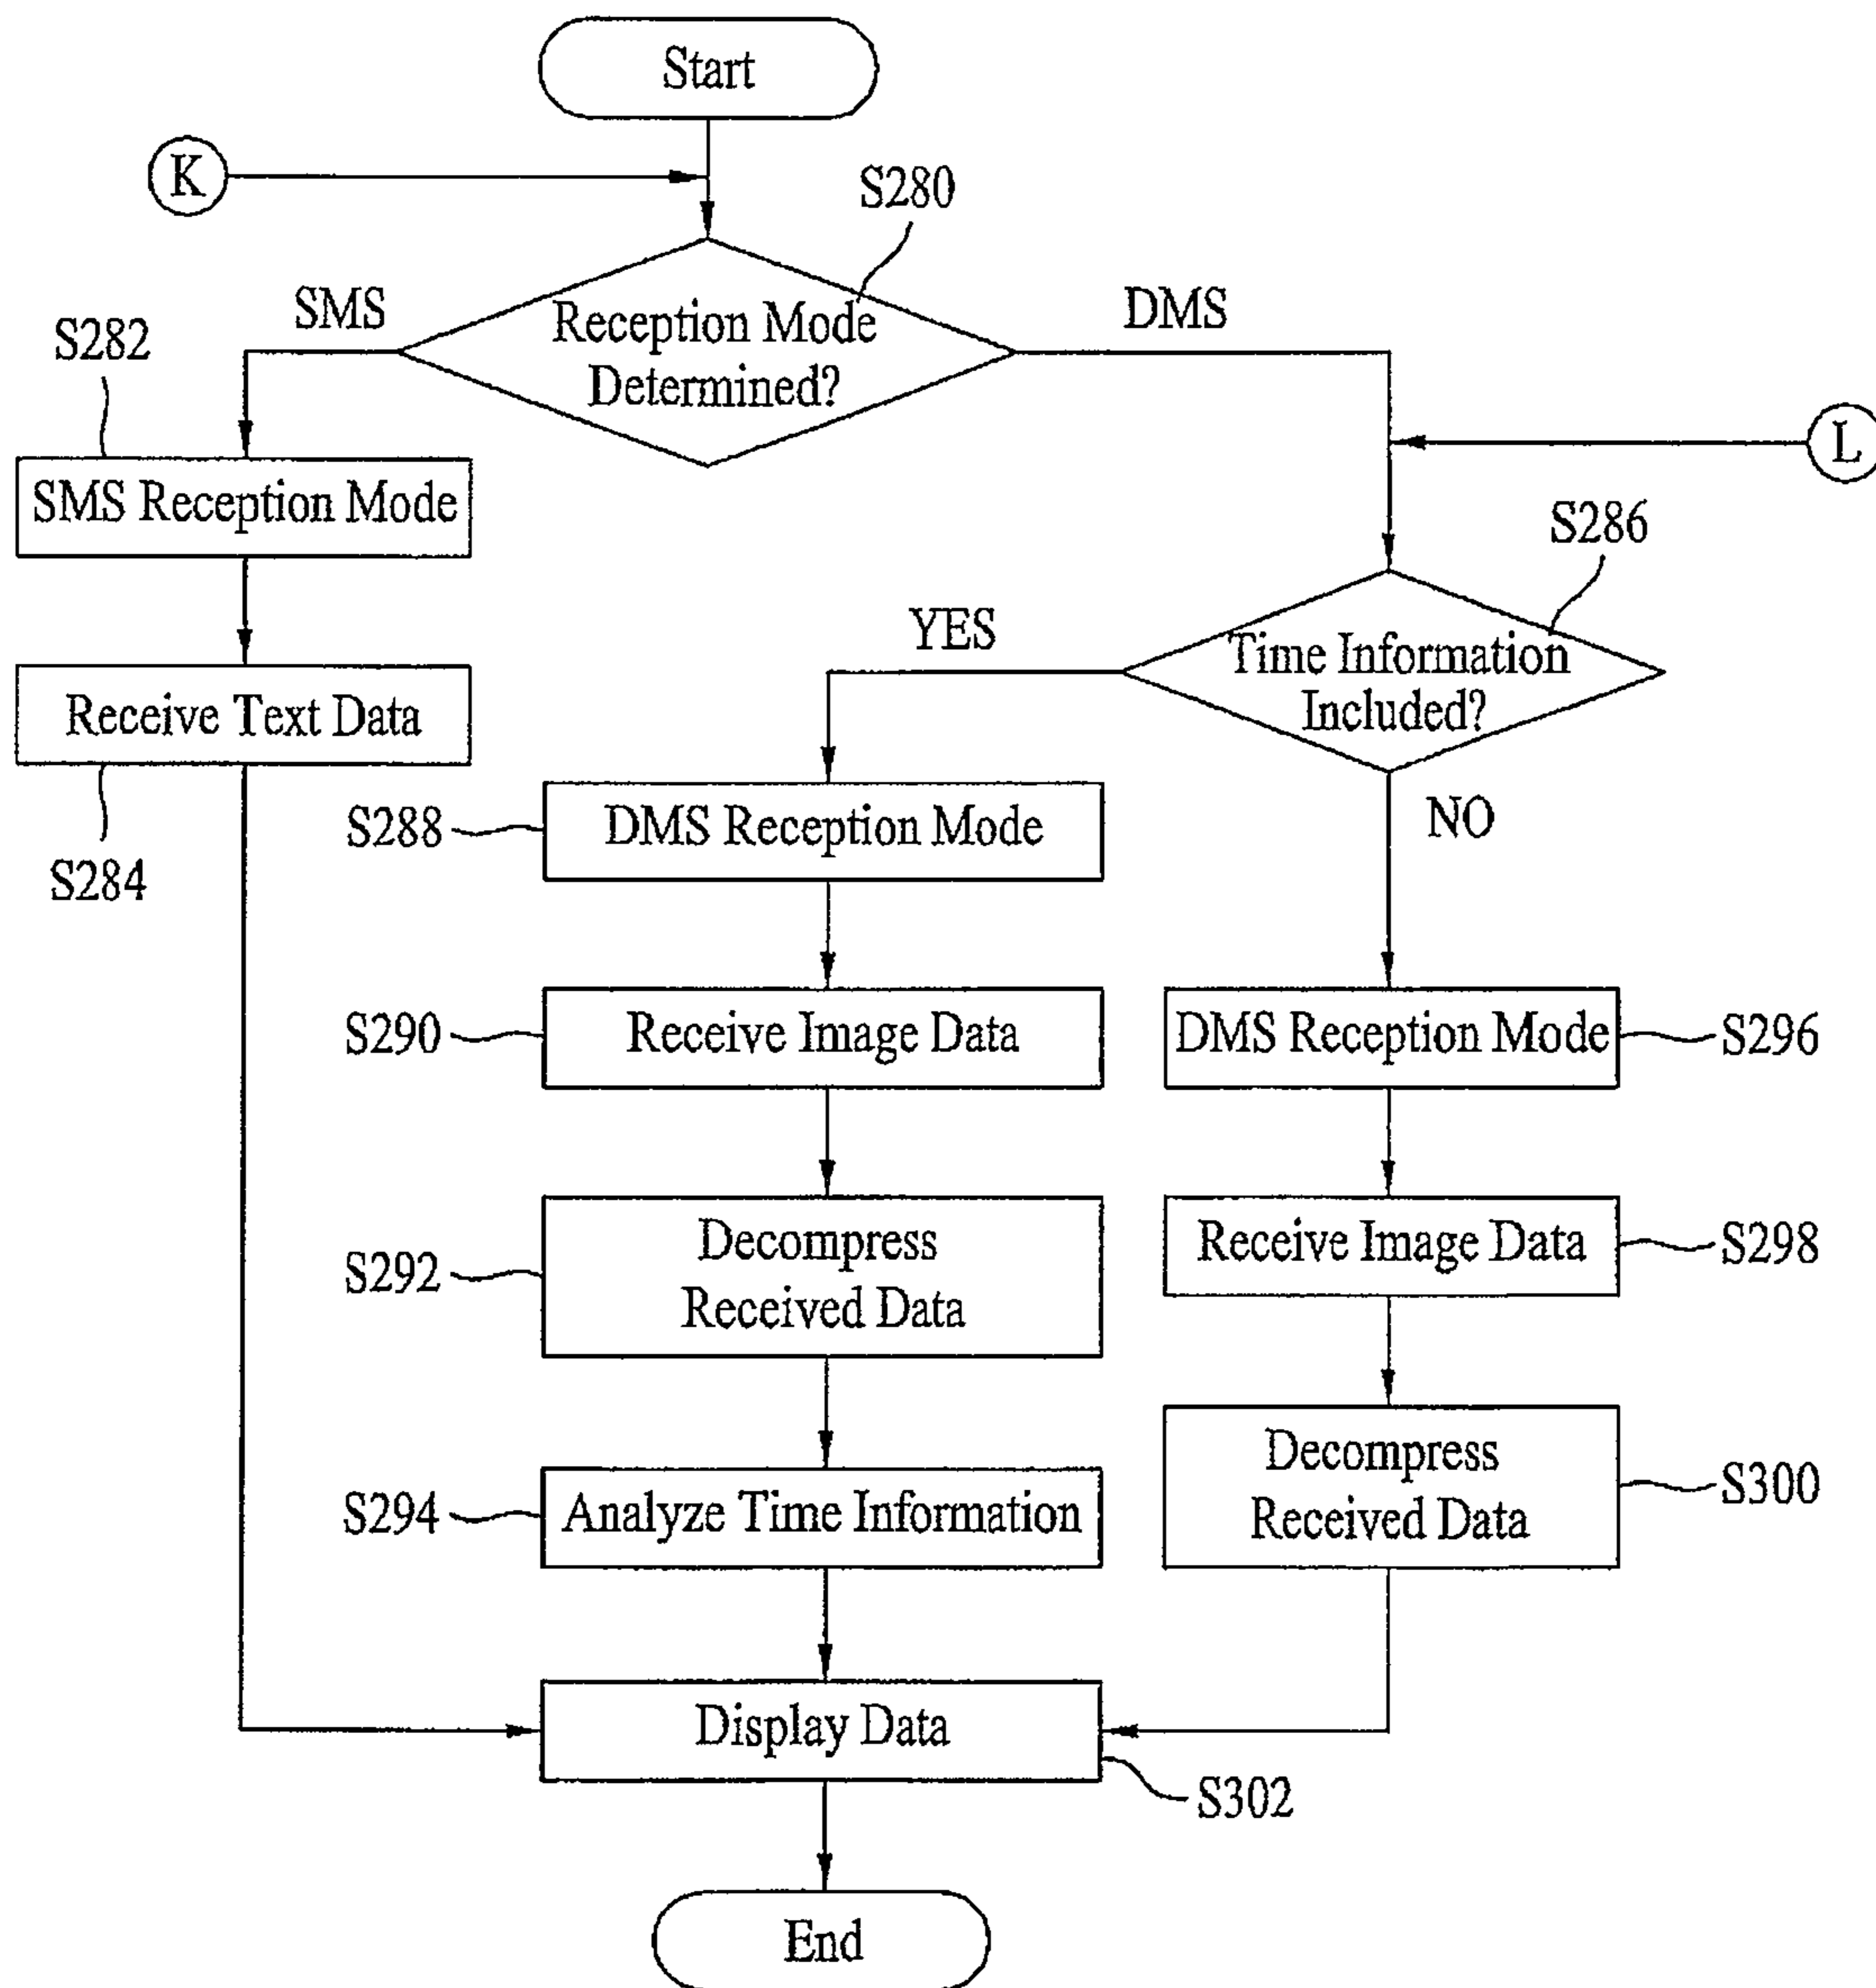 Start
K
S280
SMS
DMS
Reception Mode
Determined?
S282
L
SMS Reception Mode
S286
YES
Time Information
Included?
Receive Text Data
S288
DMS Reception Mode
NO
S284
S290
Receive Image Data
DMS Reception Mode
S296
S292
Decompress
Received Data
Receive Image Data
S298
S294
Analyze Time Information
Decompress
Received Data
S300
Display Data
S302
End